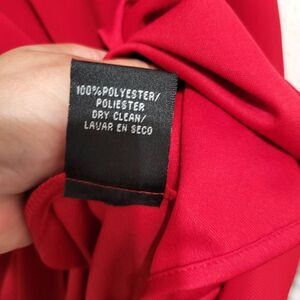 100%POLYESTER/
POLIESTER
DRY CLEAN/
LAVAR EN SECO